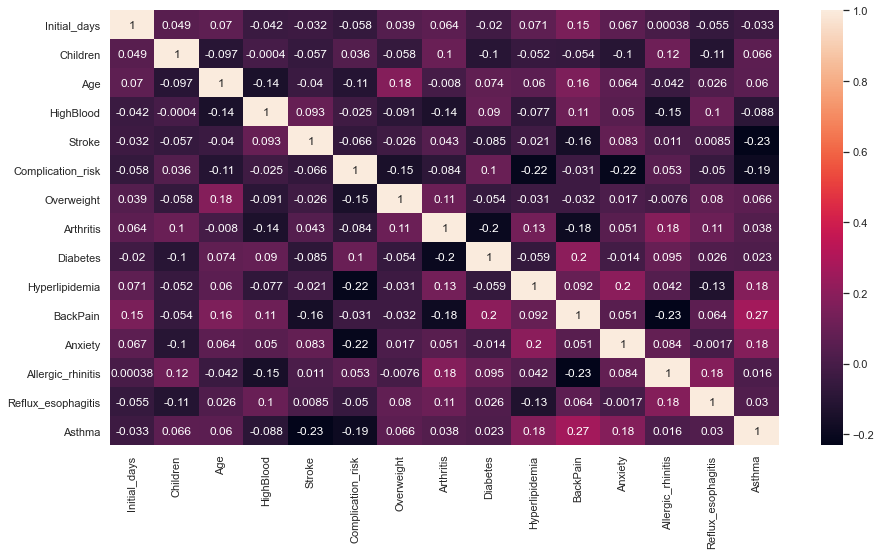 Initial_days 1 0.049 0.07 -0.042 -0.032 -0.058 0.039 0.064 -0.02 0.071 0.15 0.067 0.00038 -0.055 -0.033
Children 0.049 1 -0.097 -0.0004 -0.057 0.036 -0.058 0.1 -0.1 -0.052 -0.054 -0.1 0.12 -0.11 0.066
Age 0.07 -0.097 1 -0.14 -0.04 -0.11 0.18 -0.008 0.074 0.06 0.16 0.064 -0.042 0.026 0.06
HighBlood -0.042 -0.0004 -0.14 1 0.093 -0.025 -0.091 -0.14 0.09 -0.077 0.11 0.05 -0.15 0.1 -0.088
Stroke -0.032 -0.057 -0.04 0.093 1 -0.066 -0.026 0.043 -0.085 -0.021 -0.16 0.083 0.011 0.0085 -0.23
Complication_risk -0.058 0.036 -0.11 -0.025 -0.066 1 -0.15 -0.084 0.1 -0.22 -0.031 -0.22 0.053 -0.05 -0.19
Overweight 0.039 -0.058 0.18 -0.091 -0.026 -0.15 1 0.11 -0.054 -0.031 -0.032 0.017 -0.0076 0.08 0.066
Arthritis 0.064 0.1 -0.008 -0.14 0.043 -0.084 0.11 1 -0.2 0.13 -0.18 0.051 0.18 0.11 0.038
Diabetes -0.02 -0.1 0.074 0.09 -0.085 0.1 -0.054 -0.2 1 -0.059 0.2 -0.014 0.095 0.026 0.023
Hyperlipidemia 0.071 -0.052 0.06 -0.077 -0.021 -0.22 -0.031 0.13 -0.059 1 0.092 0.2 0.042 -0.13 0.18
BackPain 0.15 -0.054 0.16 0.11 -0.16 -0.031 -0.032 -0.18 0.2 0.092 1 0.051 -0.23 0.064 0.27
Anxiety 0.067 -0.1 0.064 0.05 0.083 -0.22 0.017 0.051 -0.014 0.2 0.051 1 0.084 -0.0017 0.18
Allergic_rhinitis 0.00038 0.12 -0.042 -0.15 0.011 0.053 -0.0076 0.18 0.095 0.042 -0.23 0.084 1 0.18 0.016
Reflux_esophagitis -0.055 -0.11 0.026 0.1 0.0085 -0.05 0.08 0.11 0.026 -0.13 0.064 -0.0017 0.18 1 0.03
Asthma -0.033 0.066 0.06 -0.088 -0.23 -0.19 0.066 0.038 0.023 0.18 0.27 0.18 0.016 0.03 1
Initial_days
Children
Age
HighBlood
Stroke
Complication_risk
Overweight
Arthritis
Diabetes
Hyperlipidemia
BackPain
Anxiety
Allergic_rhinitis
Reflux_esophagitis
Asthma
1.0
0.8
0.6
0.4
0.2
0.0
−0.2